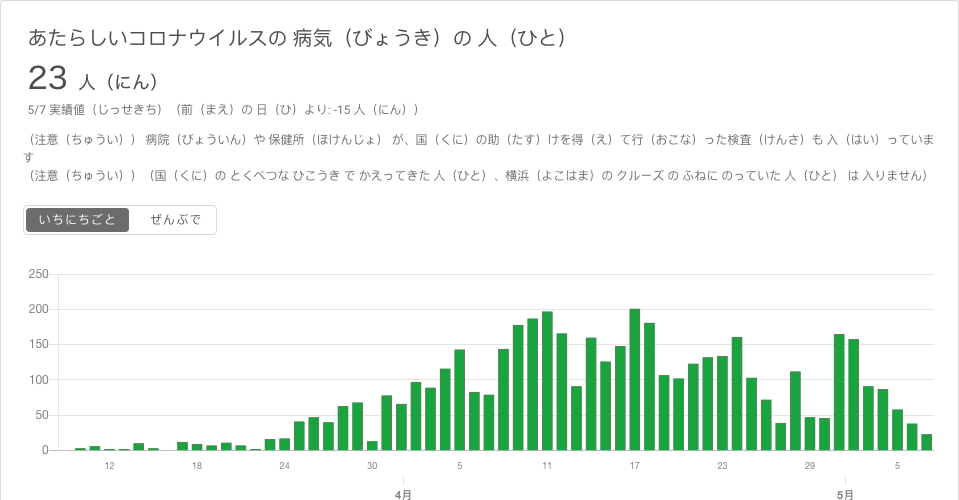 あたらしいコロナウイルスの 病気（びょうき）の 人（ひと）
23 人（にん）
5/7 実績値（じっせきち）（前（まえ）の 日（ひ）より: -15 人（にん））
（注意（ちゅうい）） 病院（びょういん）や 保健所（ほけんじょ） が、国（くに）の助（たす）けを得（え）て行（おこな）った検査（けんさ）も 入（はい）っていま
す
（注意（ちゅうい））（国（くに）の とくべつな ひこうき で かえってきた 人（ひと）、横浜（よこはま）の クルーズ の ふねに のっていた 人（ひと） は 入りません）
いちにちごと ぜんぶで
250
200
150
100
50
0
12 18 24 30 5 11 17 23 29 5
4月 5月